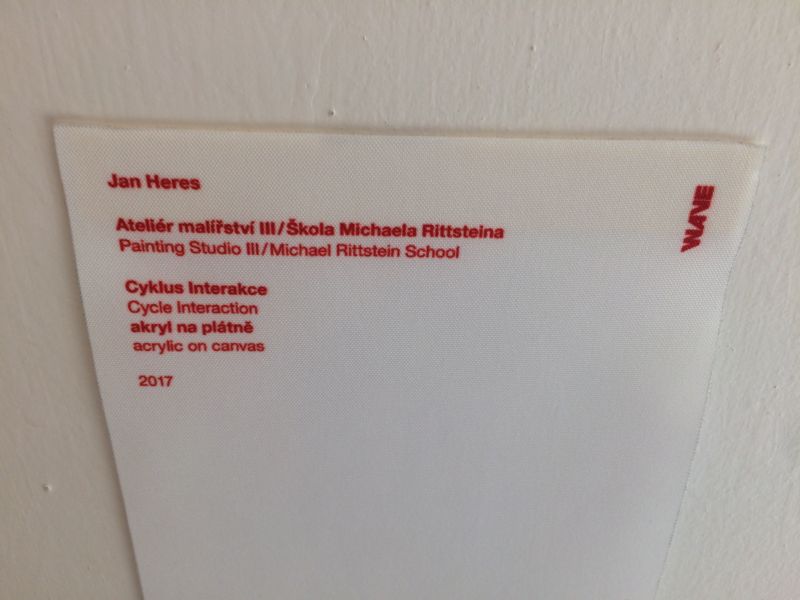 Jan Heres
WAVE
Ateliér malířství III/Škola Michaela Rittsteina
Painting Studio III/Michael Rittstein School
Cyklus Interakce
Cycle Interaction
akryl na plátně
acrylic on canvas
2017